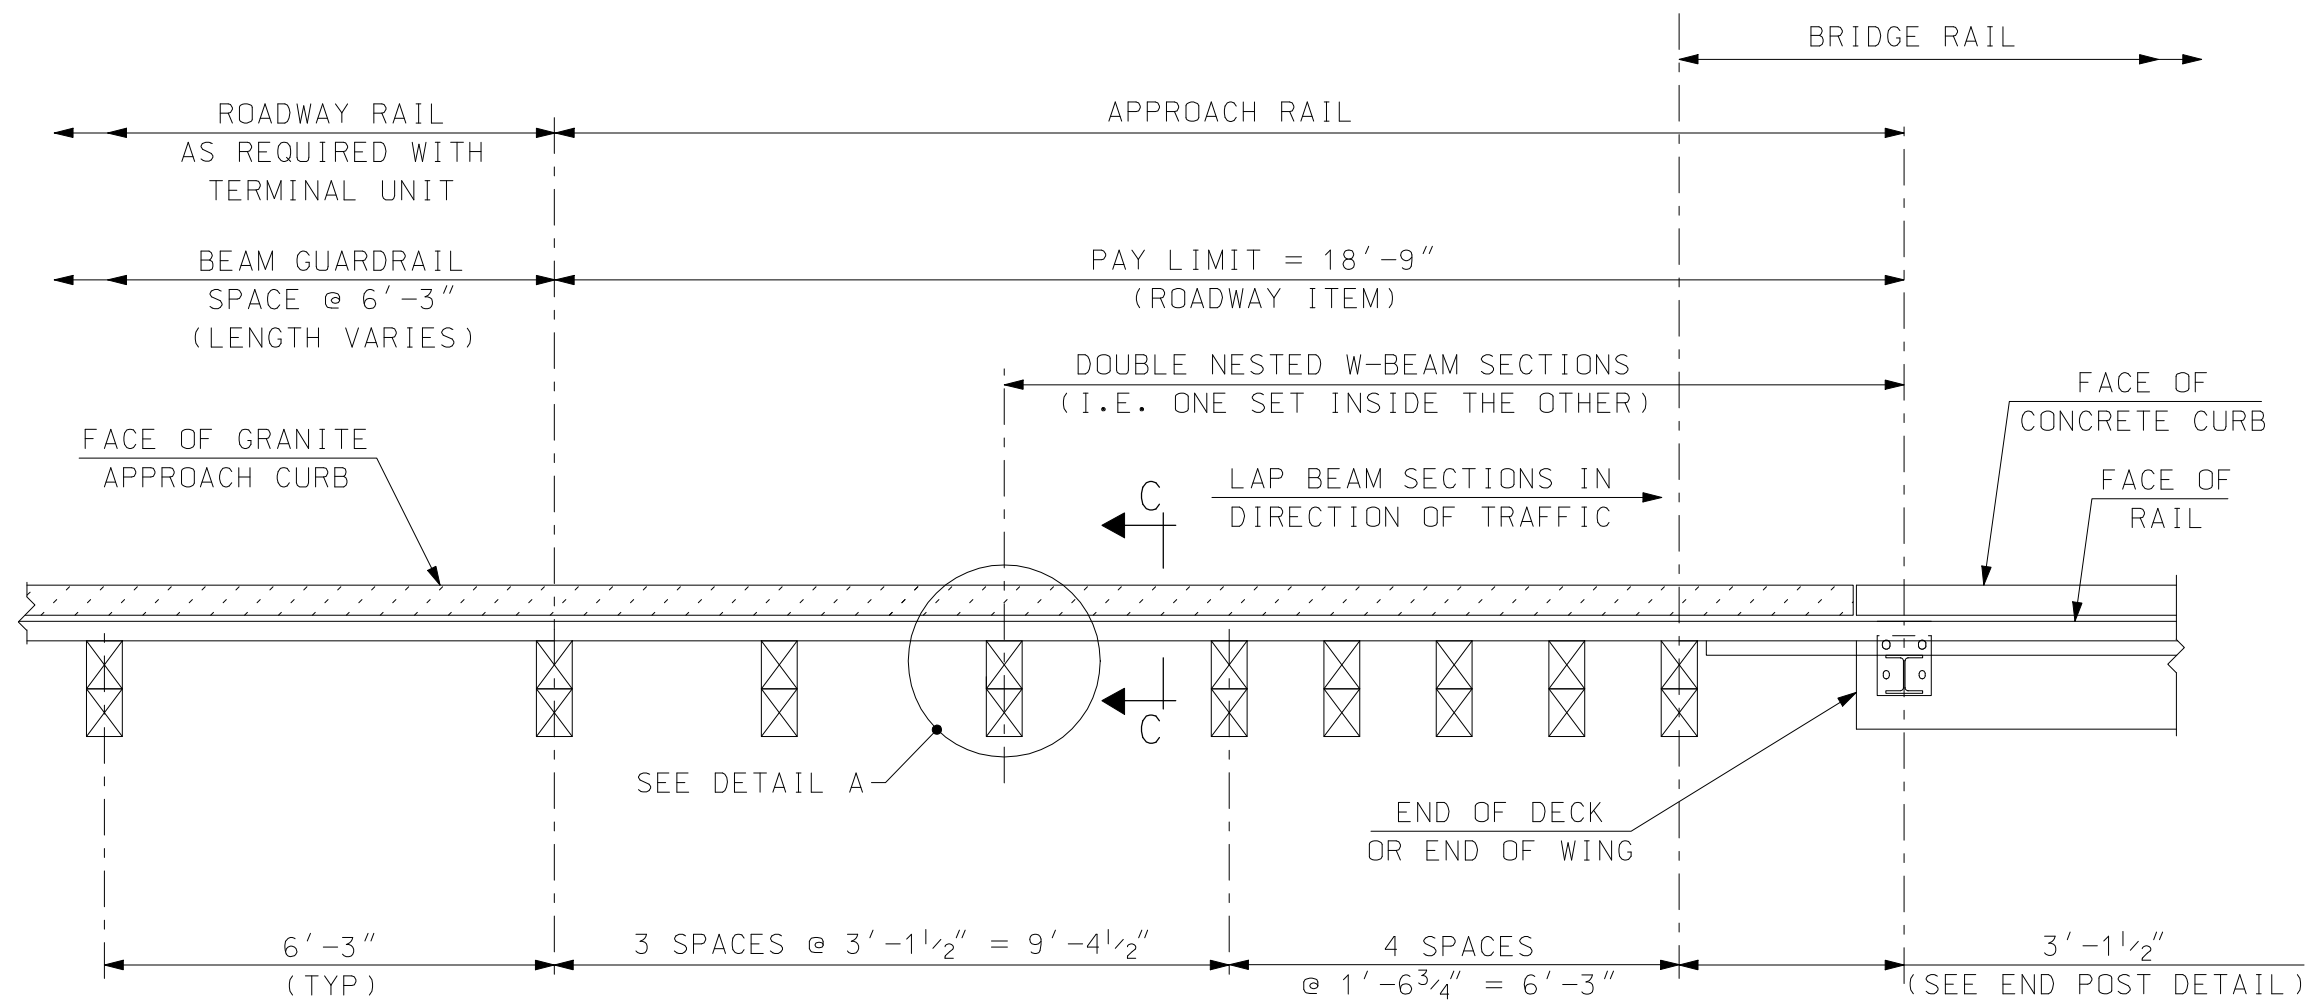 BRIDGE RAIL
ROADWAY RAIL
AS REQUIRED WITH
TERMINAL UNIT
APPROACH RAIL
BEAM GUARDRAIL
SPACE @ 6'-3"
(LENGTH VARIES)
PAY LIMIT = 18'-9"
(ROADWAY ITEM)
DOUBLE NESTED W-BEAM SECTIONS
(I.E. ONE SET INSIDE THE OTHER)
FACE OF
CONCRETE CURB
FACE OF GRANITE
APPROACH CURB
C
LAP BEAM SECTIONS IN
DIRECTION OF TRAFFIC
FACE OF
RAIL
C
SEE DETAIL A
END OF DECK
OR END OF WING
6'-3"
(TYP)
3 SPACES @ 3'-1½" = 9'-4½"
4 SPACES
@ 1'-6¾" = 6'-3"
3'-1½"
(SEE END POST DETAIL)